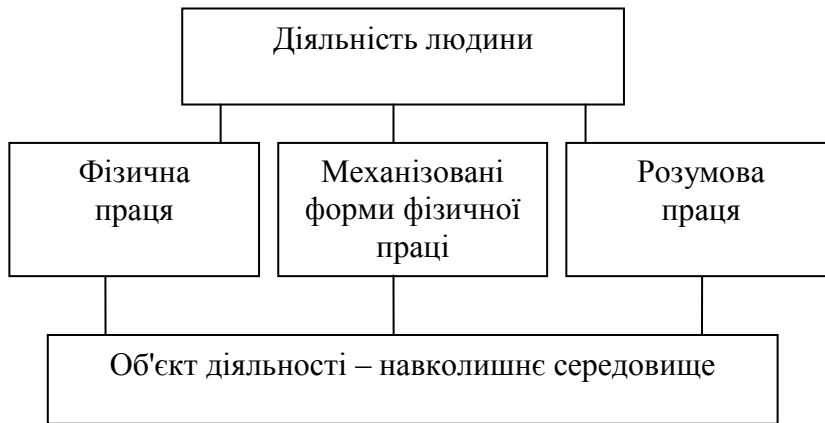 Діяльність людини
Фізична
праця
Механізовані
форми фізичної
праці
Розумова
праця
Об'єкт діяльності – навколишнє середовище